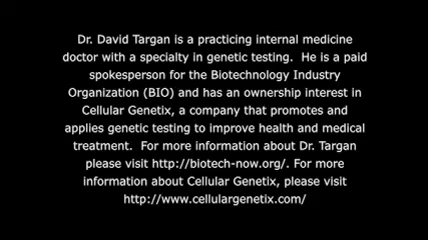 Dr. David Targan is a practicing internal medicine
doctor with a specialty in genetic testing.  He is a paid
spokesperson for the Biotechnology Industry
Organization (BIO) and has an ownership interest in
Cellular Genetix, a company that promotes and
applies genetic testing to improve health and medical
treatment.  For more information about Dr. Targan
please visit http://biotech-now.org/. For more
information about Cellular Genetix, please visit
http://www.cellulargenetix.com/